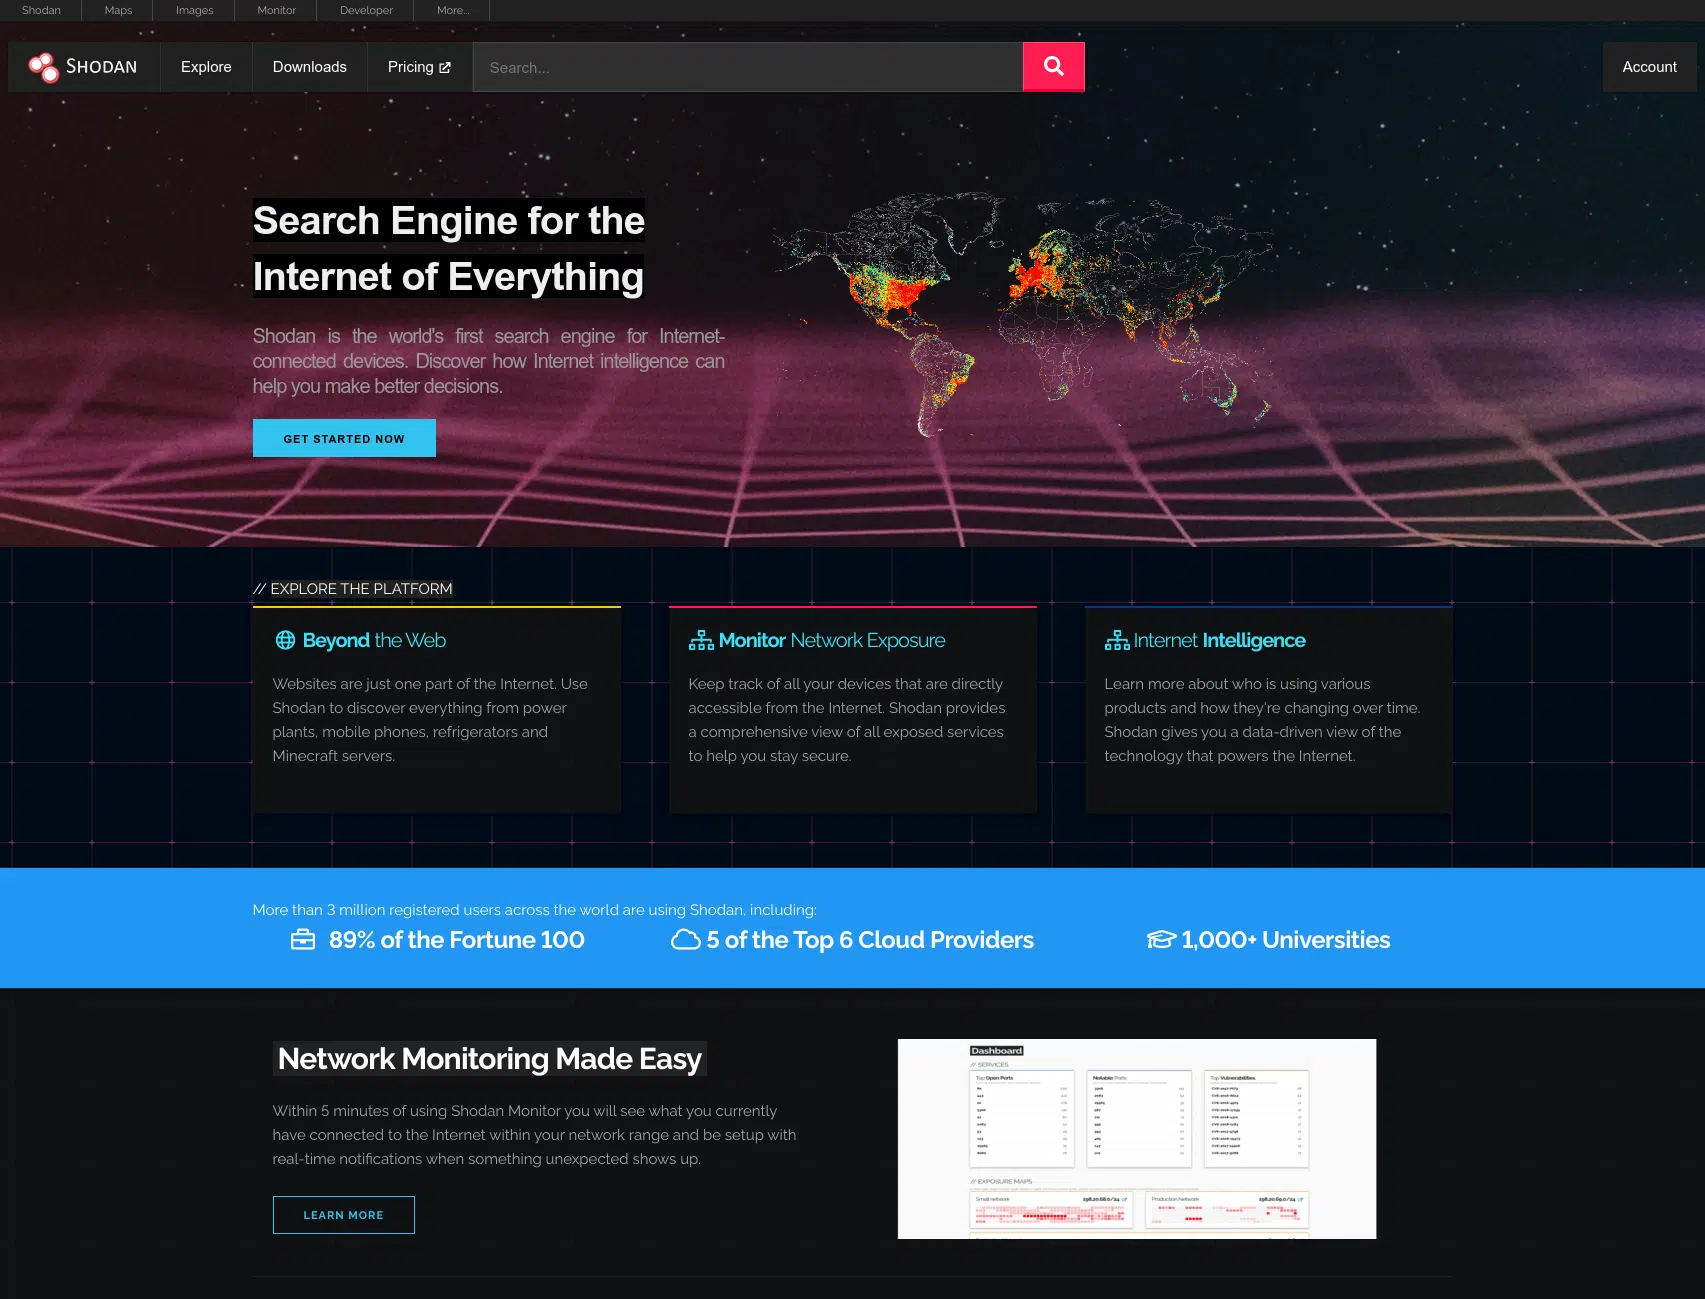 Shodan
Maps
Images
Monitor
Developer
More...
SHODAN
Explore
Downloads
Pricing
Search...
Account
Search Engine for the
Internet of Everything
Shodan is the world's first search engine for Internet-
connected devices. Discover how Internet intelligence can
help you make better decisions.
GET STARTED NOW
// EXPLORE THE PLATFORM
Beyond the Web
Websites are just one part of the Internet. Use
Shodan to discover everything from power
plants, mobile phones, refrigerators and
Minecraft servers.
Monitor Network Exposure
Keep track of all your devices that are directly
accessible from the Internet. Shodan provides
a comprehensive view of all exposed services
to help you stay secure.
Internet Intelligence
Learn more about who is using various
products and how they're changing over time.
Shodan gives you a data-driven view of the
technology that powers the Internet.
More than 3 million registered users across the world are using Shodan, including:
89% of the Fortune 100
5 of the Top 6 Cloud Providers
1,000+ Universities
Network Monitoring Made Easy
Within 5 minutes of using Shodan Monitor you will see what you currently
have connected to the Internet within your network range and be setup with
real-time notifications when something unexpected shows up.
LEARN MORE
Dashboard
// SERVICES
Top Open Ports
Notable Ports
Top Vulnerabilities
// EXPOSURE MAPS
Small network
198.20.68.0/24
Production Network
198.20.69.0/24